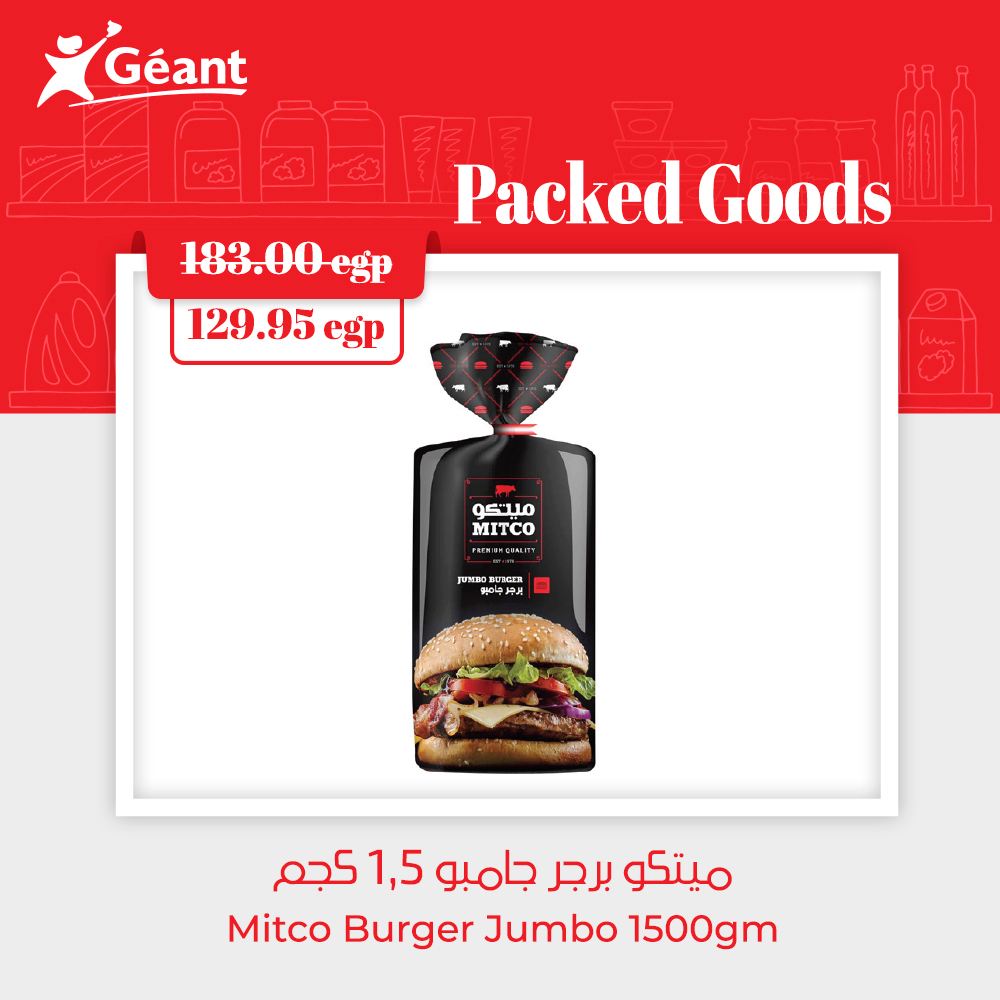 Géant
Packed Goods
183.00 egp
129.95 egp
ميتكو
MITCO
PREMIUM QUALITY
JUMBO BURGER
برجر جامبو
ميتكو برجر جامبو 1,5 كجم
Mitco Burger Jumbo 1500gm